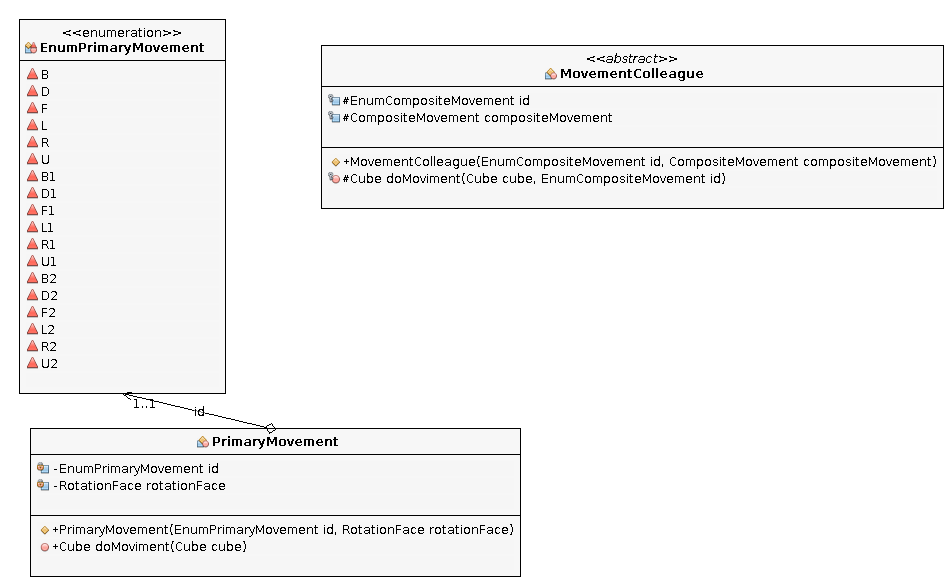 <<enumeration>>
EnumPrimaryMovement
B
D
F
L
R
U
B1
D1
F1
L1
R1
U1
B2
D2
F2
L2
R2
U2
<<abstract>>
MovementColleague
#EnumCompositeMovement id
#CompositeMovement compositeMovement
+MovementColleague(EnumCompositeMovement id, CompositeMovement compositeMovement)
#Cube doMoviment(Cube cube, EnumCompositeMovement id)
1..1
id
PrimaryMovement
-EnumPrimaryMovement id
-RotationFace rotationFace
+PrimaryMovement(EnumPrimaryMovement id, RotationFace rotationFace)
+Cube doMoviment(Cube cube)